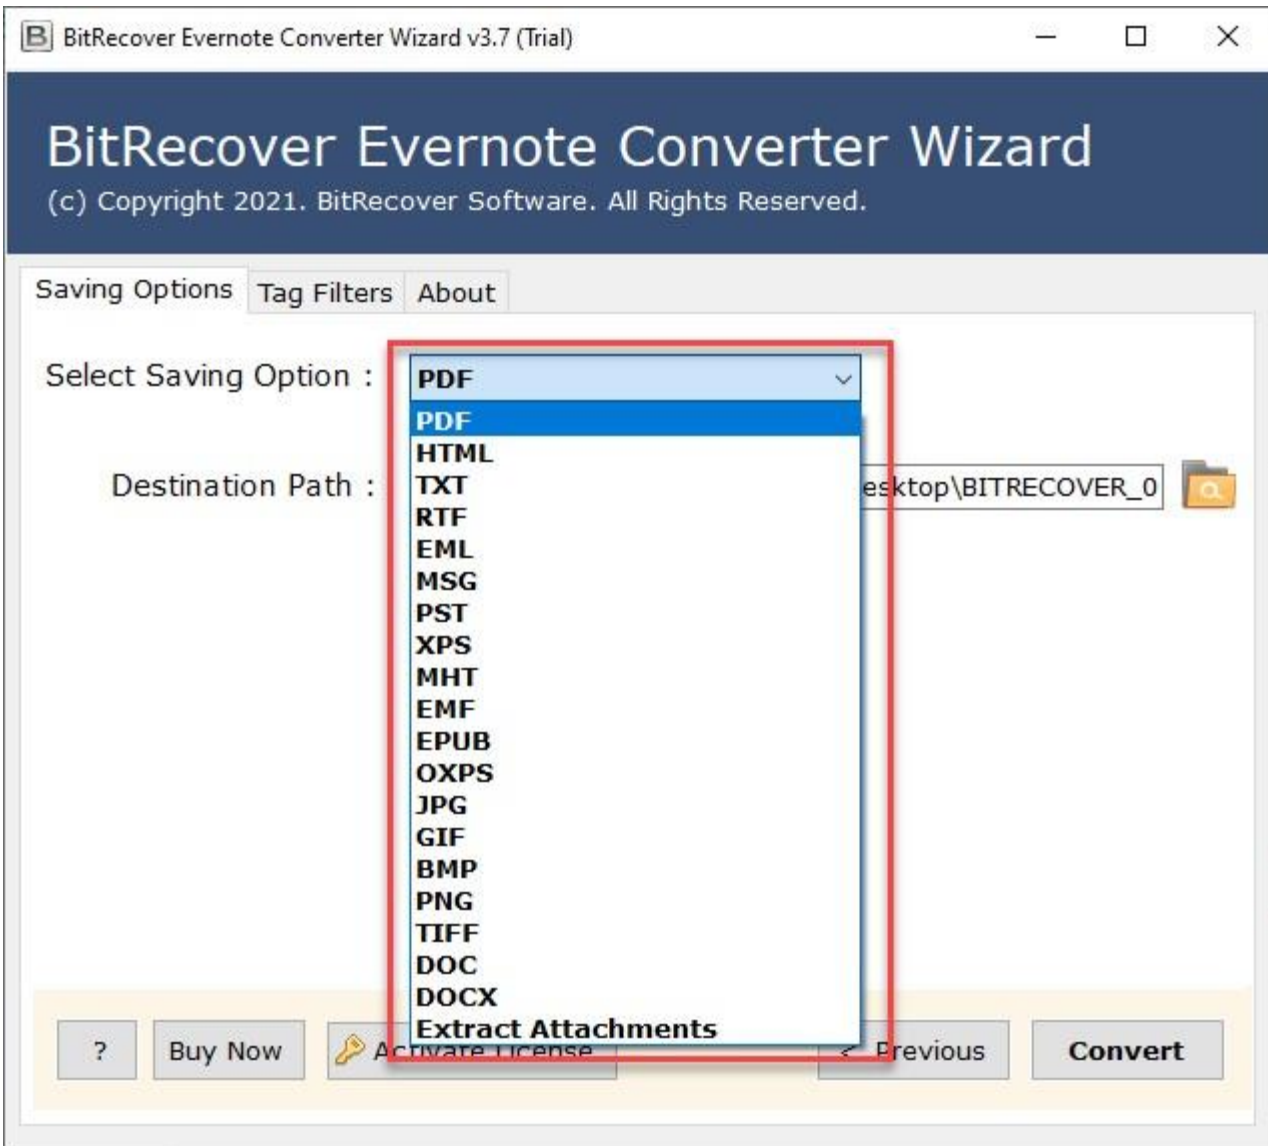 BitRecover Evernote Converter Wizard v3.7 (Trial)
BitRecover Evernote Converter Wizard
(c) Copyright 2021. BitRecover Software. All Rights Reserved.
Saving Options Tag Filters About
Select Saving Option : PDF
PDF
HTML
Destination Path : TXT esktop\BITRECOVER_0
RTF
EML
MSG
PST
XPS
MHT
EMF
EPUB
OXPS
JPG
GIF
BMP
PNG
TIFF
DOC
DOCX
Extract Attachments
? Buy Now Activate License < Previous Convert